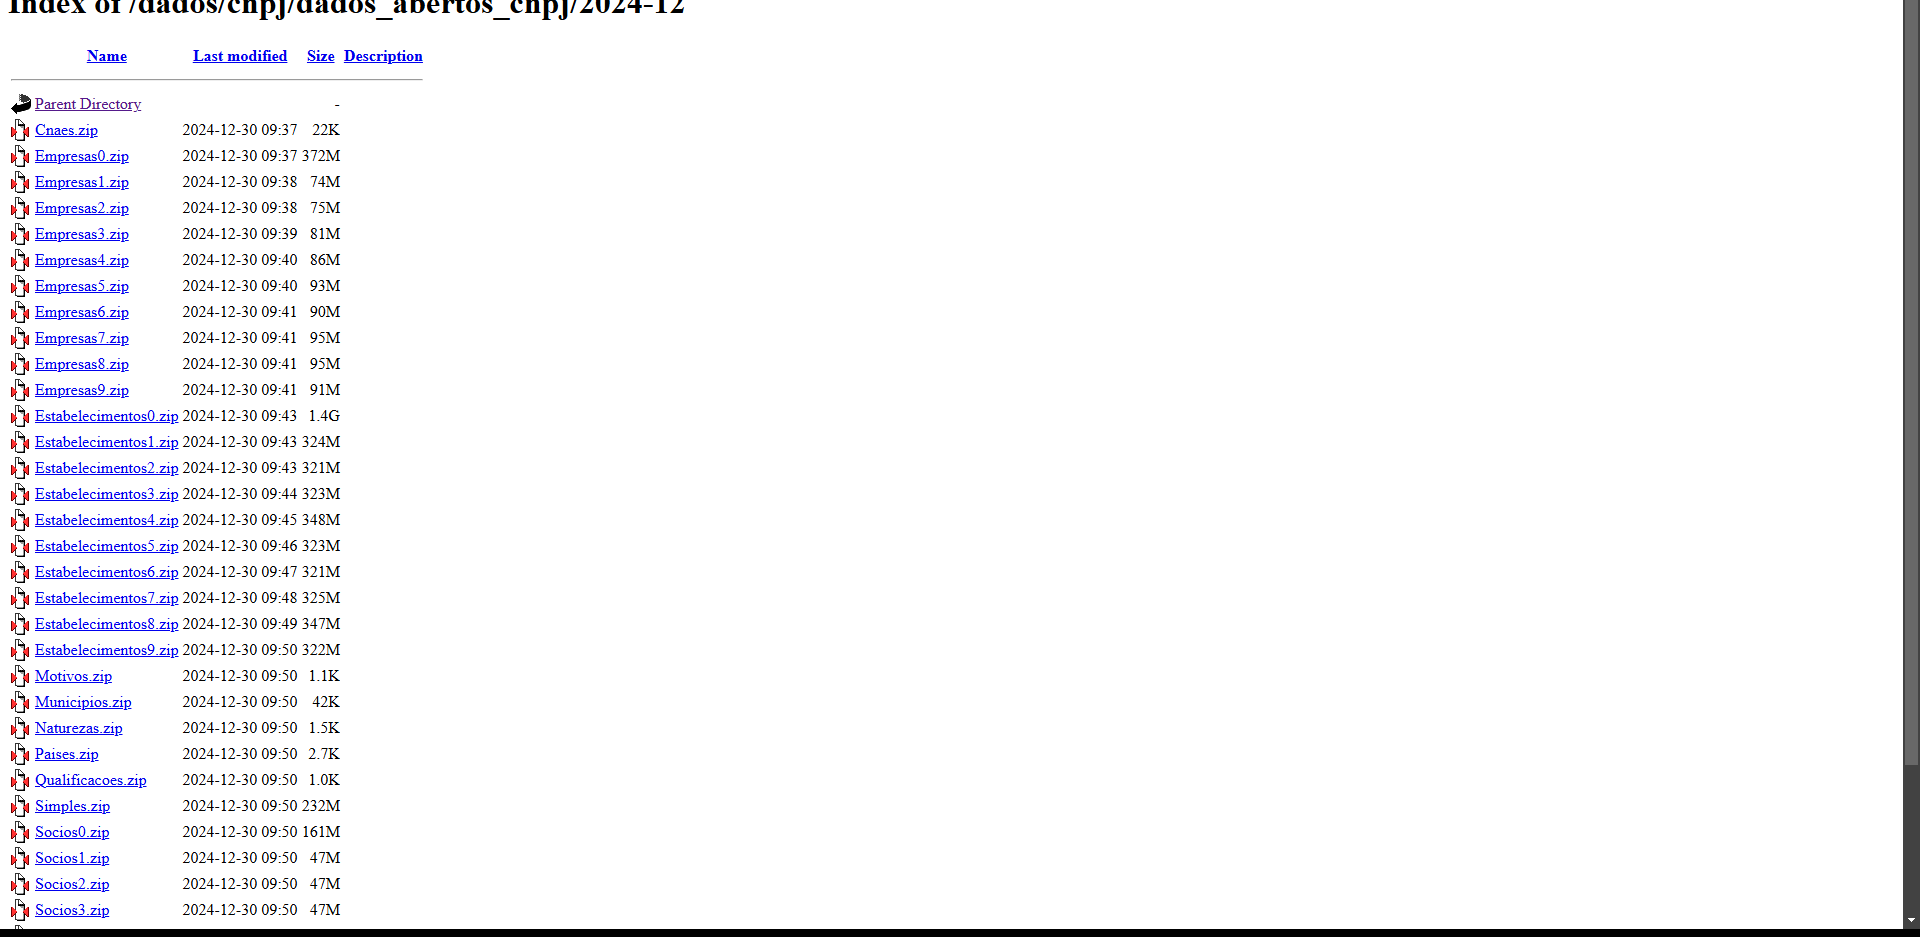 Index of /dados/cnpj/dados_abertos_cnpj/2024-12
Name Last modified Size Description
Parent Directory -
Cnaes.zip 2024-12-30 09:37 22K
Empresas0.zip 2024-12-30 09:37 372M
Empresas1.zip 2024-12-30 09:38 74M
Empresas2.zip 2024-12-30 09:38 75M
Empresas3.zip 2024-12-30 09:39 81M
Empresas4.zip 2024-12-30 09:40 86M
Empresas5.zip 2024-12-30 09:40 93M
Empresas6.zip 2024-12-30 09:41 90M
Empresas7.zip 2024-12-30 09:41 95M
Empresas8.zip 2024-12-30 09:41 95M
Empresas9.zip 2024-12-30 09:41 91M
Estabelecimentos0.zip 2024-12-30 09:43 1.4G
Estabelecimentos1.zip 2024-12-30 09:43 324M
Estabelecimentos2.zip 2024-12-30 09:43 321M
Estabelecimentos3.zip 2024-12-30 09:44 323M
Estabelecimentos4.zip 2024-12-30 09:45 348M
Estabelecimentos5.zip 2024-12-30 09:46 323M
Estabelecimentos6.zip 2024-12-30 09:47 321M
Estabelecimentos7.zip 2024-12-30 09:48 325M
Estabelecimentos8.zip 2024-12-30 09:49 347M
Estabelecimentos9.zip 2024-12-30 09:50 322M
Motivos.zip 2024-12-30 09:50 1.1K
Municipios.zip 2024-12-30 09:50 42K
Naturezas.zip 2024-12-30 09:50 1.5K
Paises.zip 2024-12-30 09:50 2.7K
Qualificacoes.zip 2024-12-30 09:50 1.0K
Simples.zip 2024-12-30 09:50 232M
Socios0.zip 2024-12-30 09:50 161M
Socios1.zip 2024-12-30 09:50 47M
Socios2.zip 2024-12-30 09:50 47M
Socios3.zip 2024-12-30 09:50 47M